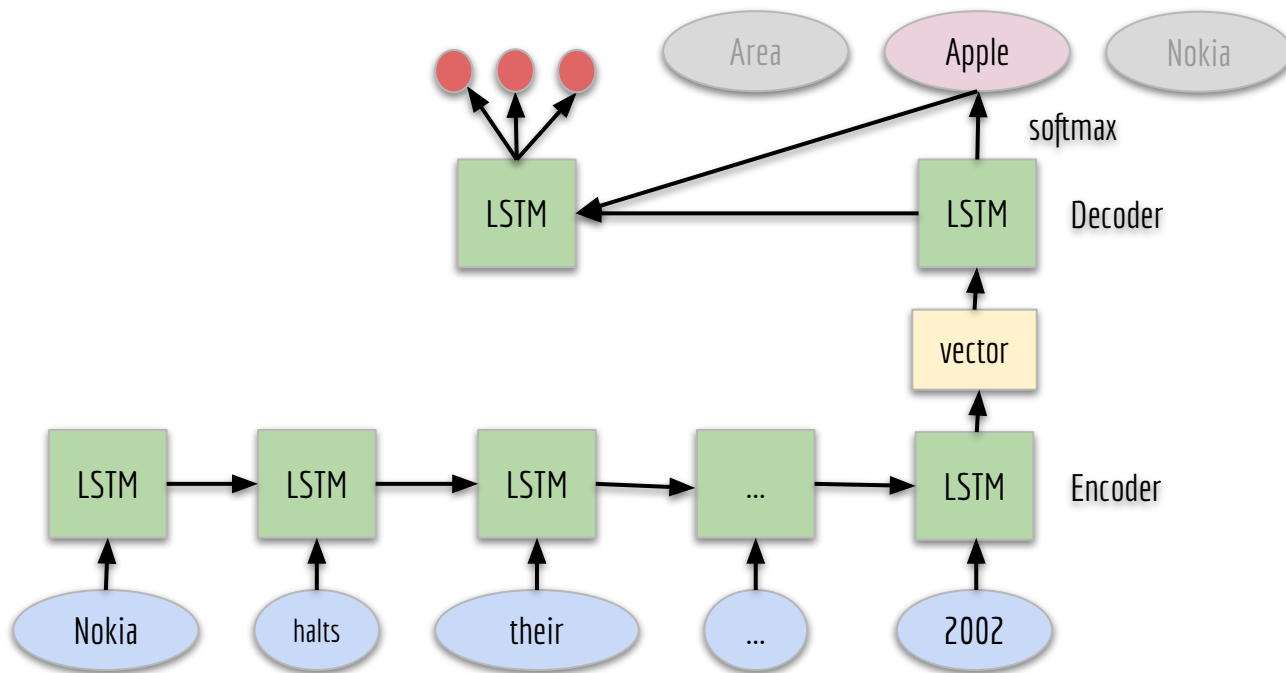 Area
Apple
Nokia
softmax
LSTM
LSTM
Decoder
vector
LSTM
LSTM
LSTM
...
LSTM
Encoder
Nokia
halts
their
...
2002